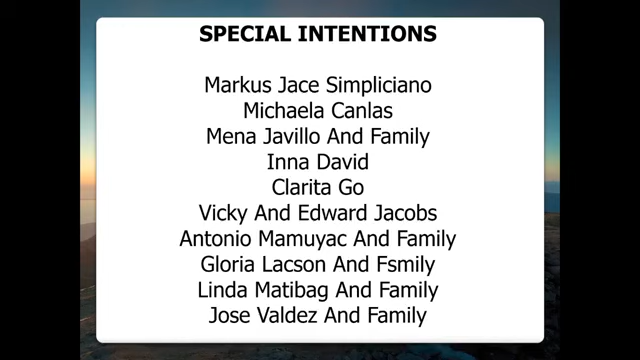 SPECIAL INTENTIONS
Markus Jace Simpliciano
Michaela Canlas
Mena Javillo And Family
Inna David
Clarita Go
Vicky And Edward Jacobs
Antonio Mamuyac And Family
Gloria Lacson And Fsmily
Linda Matibag And Family
Jose Valdez And Family